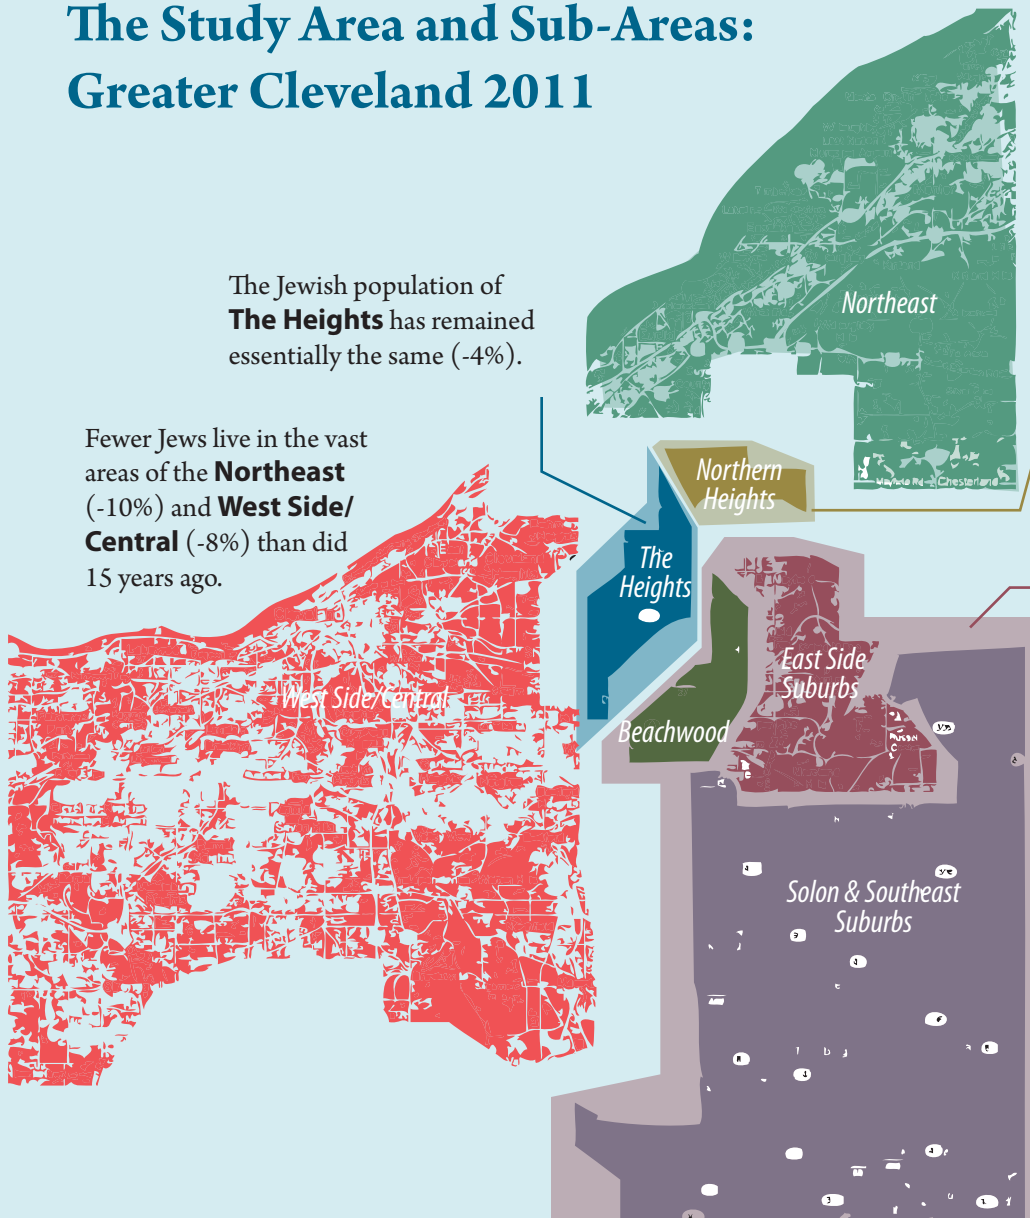 The Study Area and Sub-Areas:
Greater Cleveland 2011
The Jewish population of
The Heights has remained
essentially the same (-4%).
Fewer Jews live in the vast
areas of the Northeast
(-10%) and West Side/
Central (-8%) than did
15 years ago.
Northeast
Chesterland
Northern
Heights
The
Heights
East Side
Suburbs
West Side/Central
Beachwood
Solon & Southeast
Suburbs